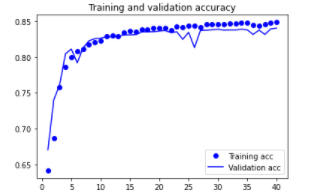 Training and validation accuracy
0.85
0.80
0.75
0.70
0.65
Training acc
Validation acc
0 5 10 15 20 25 30 35 40